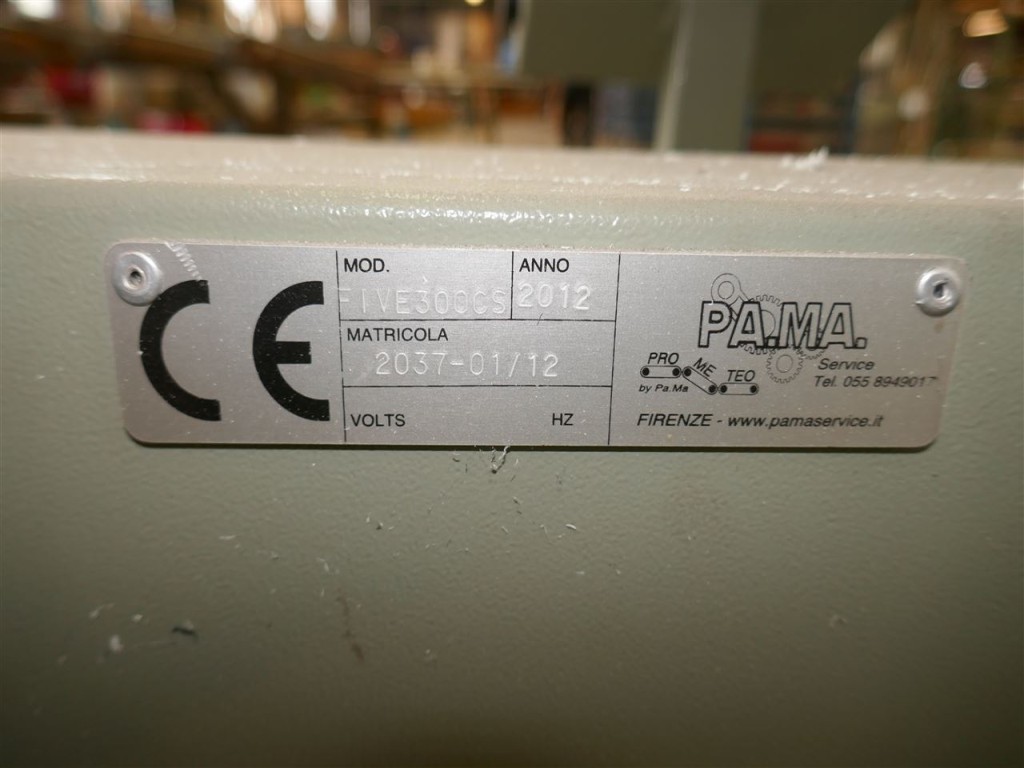 CE
MOD.
FIVE300CS
ANNO
2012
MATRICOLA
2037-01/12
VOLTS HZ
PA.MA.
Service
Tel. 055 8949017
PRO ME TEO
by Pa.Ma
FIRENZE - www.pamaservice.it